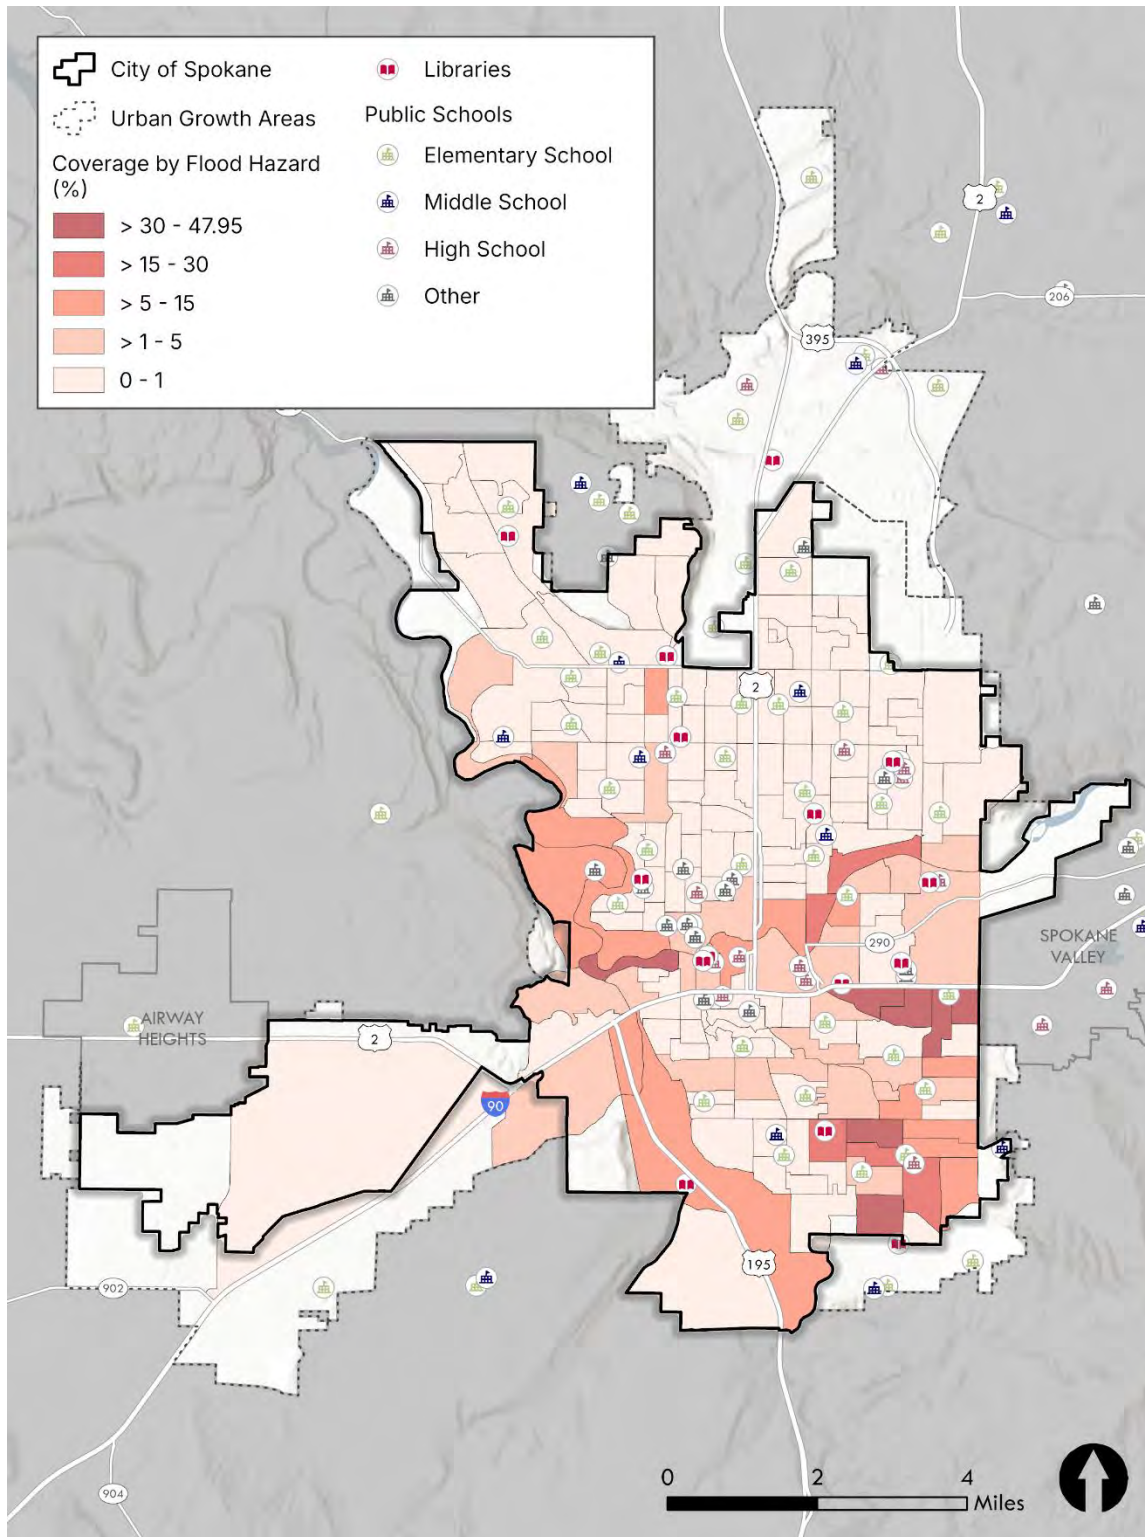 City of Spokane
Urban Growth Areas
Coverage by Flood Hazard
(%)
> 30 - 47.95
> 15 - 30
> 5 - 15
> 1 - 5
0 - 1
Libraries
Public Schools
Elementary School
Middle School
High School
Other
2
206
395
2
290
SPOKANE
VALLEY
AIRWAY
HEIGHTS
2
90
195
902
904
0 2 4
Miles